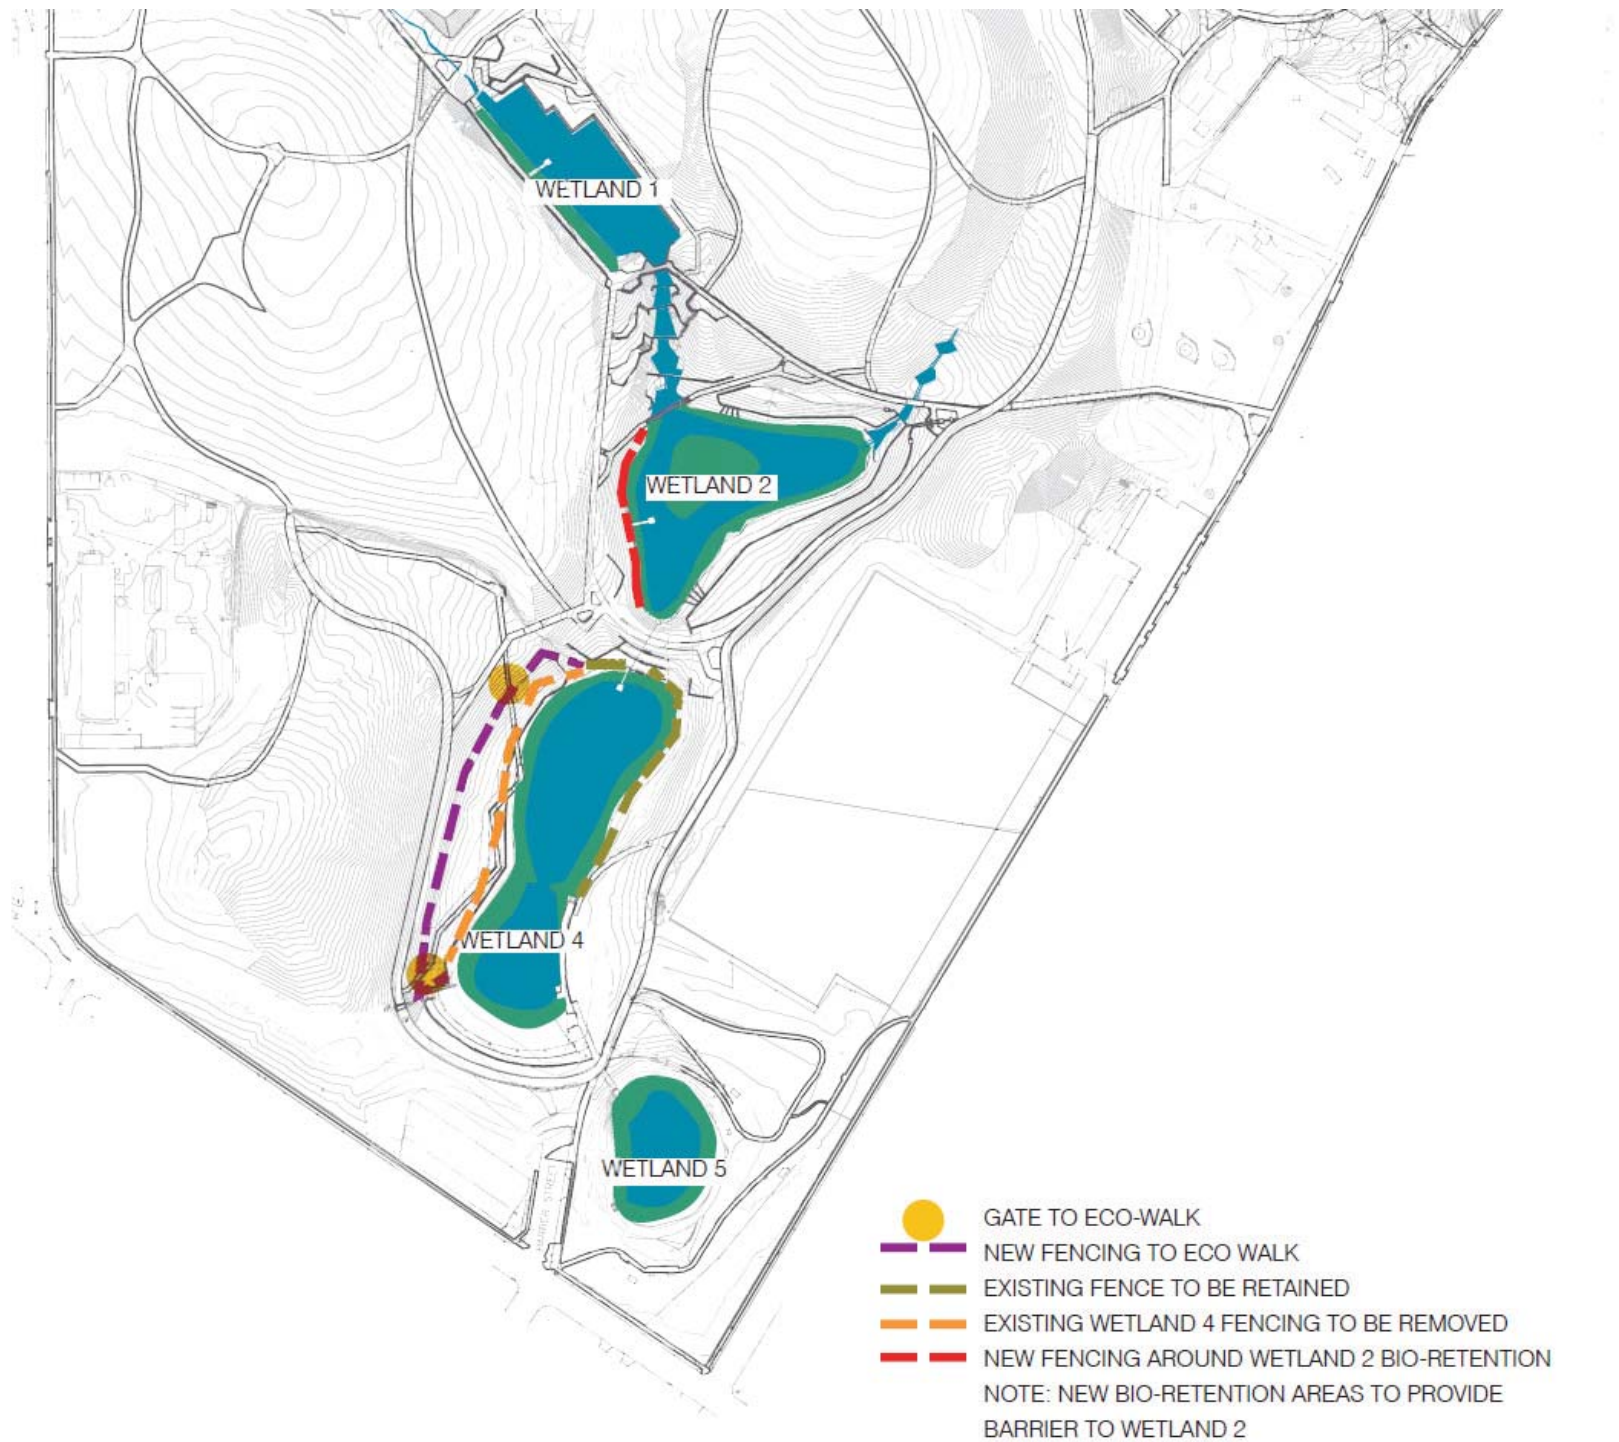 WETLAND 1
WETLAND 2
WETLAND 4
WETLAND 5
GATE TO ECO-WALK
NEW FENCING TO ECO WALK
EXISTING FENCE TO BE RETAINED
EXISTING WETLAND 4 FENCING TO BE REMOVED
NEW FENCING AROUND WETLAND 2 BIO-RETENTION
NOTE: NEW BIO-RETENTION AREAS TO PROVIDE
BARRIER TO WETLAND 2